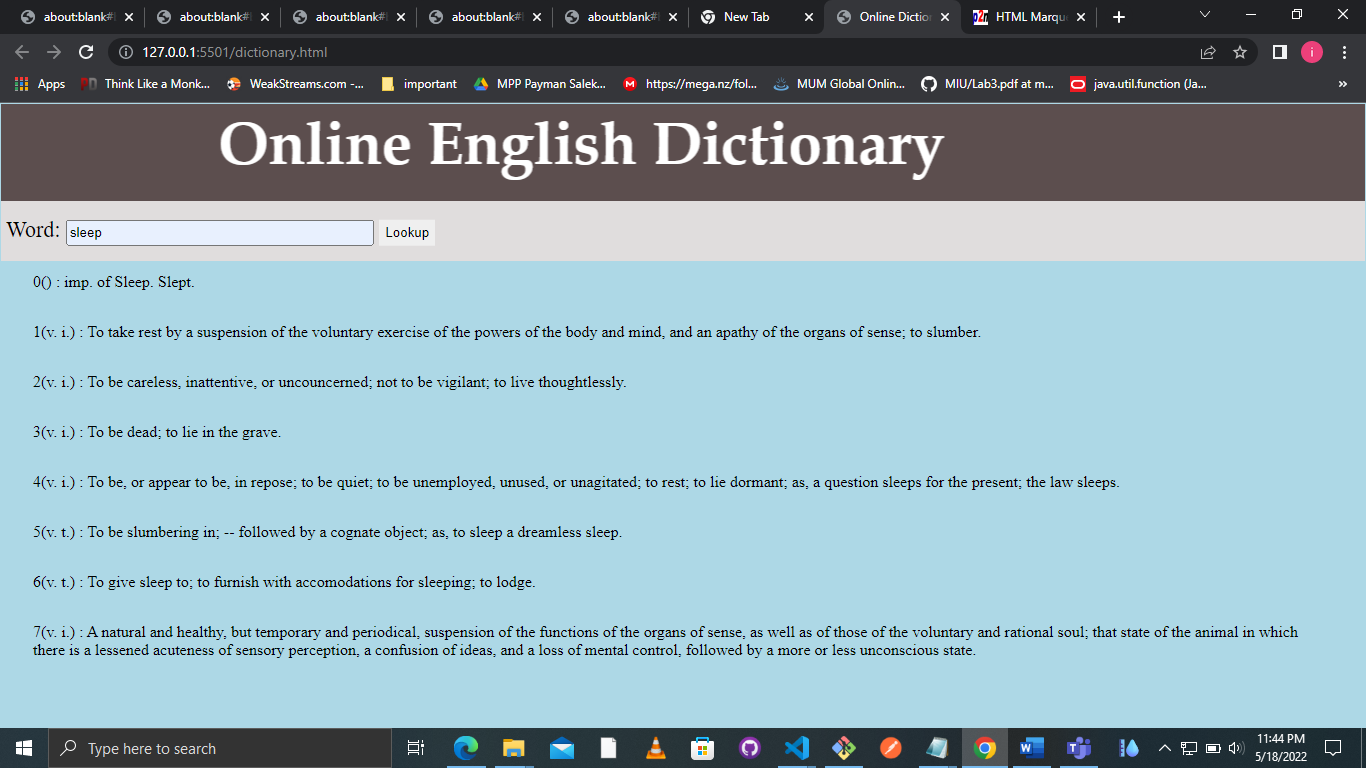 about:blank#
about:blank#
about:blank#
about:blank#
about:blank#
New Tab
Online Dictio
HTML Marqu
127.0.0.1:5501/dictionary.html
i
Apps
Think Like a Monk...
WeakStreams.com -...
important
MPP Payman Salek...
https://mega.nz/fol...
MUM Global Onlin...
MIU/Lab3.pdf at m...
java.util.function (Ja...
»
Online English Dictionary
Word: sleep Lookup
0() : imp. of Sleep. Slept.
1(v. i.) : To take rest by a suspension of the voluntary exercise of the powers of the body and mind, and an apathy of the organs of sense; to slumber.
2(v. i.) : To be careless, inattentive, or uncouncerned; not to be vigilant; to live thoughtlessly.
3(v. i.) : To be dead; to lie in the grave.
4(v. i.) : To be, or appear to be, in repose; to be quiet; to be unemployed, unused, or unagitated; to rest; to lie dormant; as, a question sleeps for the present; the law sleeps.
5(v. t.) : To be slumbering in; -- followed by a cognate object; as, to sleep a dreamless sleep.
6(v. t.) : To give sleep to; to furnish with accomodations for sleeping; to lodge.
7(v. i.) : A natural and healthy, but temporary and periodical, suspension of the functions of the organs of sense, as well as of those of the voluntary and rational soul; that state of the animal in which
there is a lessened acuteness of sensory perception, a confusion of ideas, and a loss of mental control, followed by a more or less unconscious state.
Type here to search
11:44 PM
5/18/2022